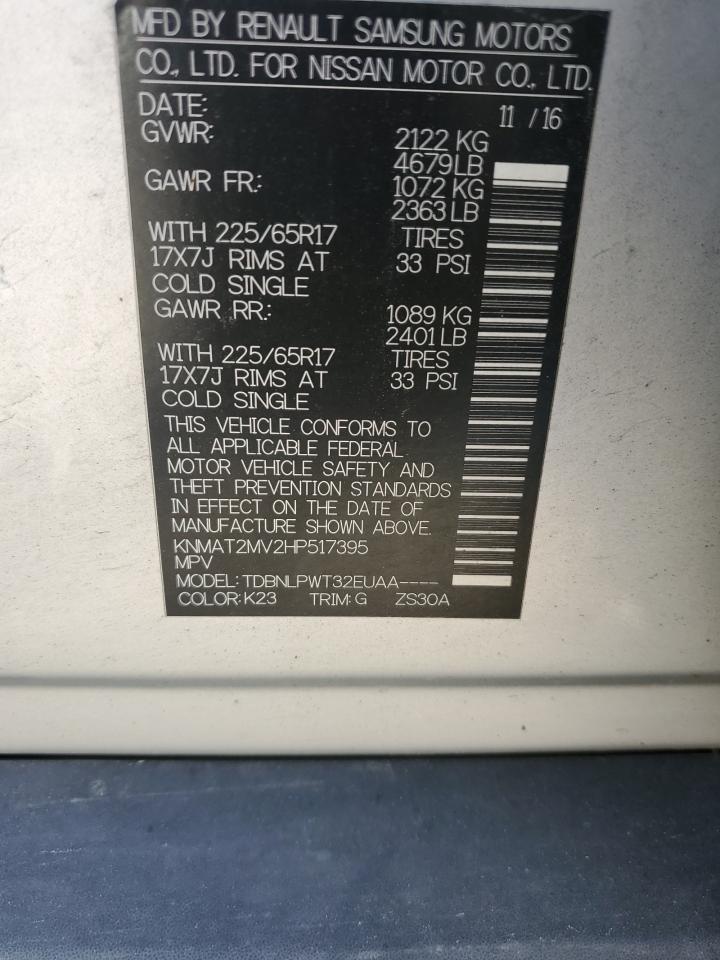 MFD BY RENAULT SAMSUNG MOTORS
CO., LTD. FOR NISSAN MOTOR CO., LTD.
DATE: 11 / 16
GVWR: 2122 KG
4679LB
GAWR FR.: 1072 KG
2363 LB
WITH 225/65R17 TIRES
17X7J RIMS AT 33 PSI
COLD SINGLE
GAWR RR.: 1089 KG
2401 LB
WITH 225/65R17 TIRES
17X7J RIMS AT 33 PSI
COLD SINGLE
THIS VEHICLE CONFORMS TO
ALL APPLICABLE FEDERAL
MOTOR VEHICLE SAFETY AND
THEFT PREVENTION STANDARDS
IN EFFECT ON THE DATE OF
MANUFACTURE SHOWN ABOVE.
KNMAT2MV2HP517395
MPV
MODEL: TDBNLPWT32EUAA----
COLOR: K23 TRIM: G ZS30A